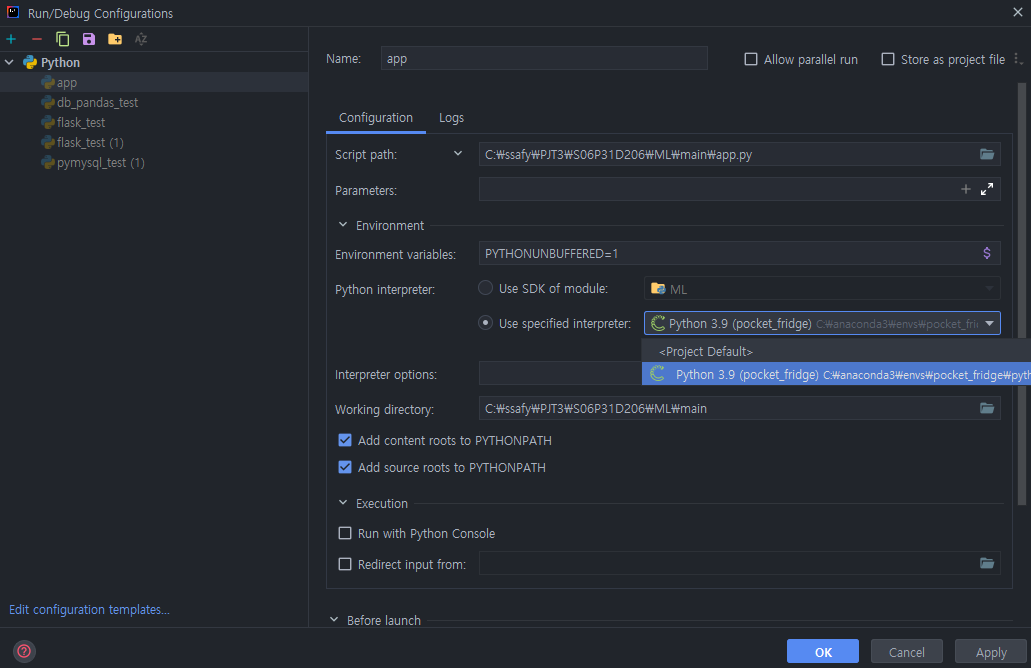 Run/Debug Configurations
Python
app
db_pandas_test
flask_test
flask_test (1)
pymysql_test (1)
Edit configuration templates...
Name: app
Allow parallel run
Store as project file
Configuration Logs
Script path: C:₩ssafy₩PJT3₩S06P31D206₩ML₩main₩app.py
Parameters:
Environment
Environment variables: PYTHONUNBUFFERED=1 $
Python interpreter: Use SDK of module: ML
Use specified interpreter: Python 3.9 (pocket_fridge) C:₩anaconda3₩envs₩pocket_fri
<Project Default>
Python 3.9 (pocket_fridge) C:₩anaconda3₩envs₩pocket_fridge₩pyth
Interpreter options:
Working directory: C:₩ssafy₩PJT3₩S06P31D206₩ML₩main
Add content roots to PYTHONPATH
Add source roots to PYTHONPATH
Execution
Run with Python Console
Redirect input from:
Before launch
? OK Cancel Apply